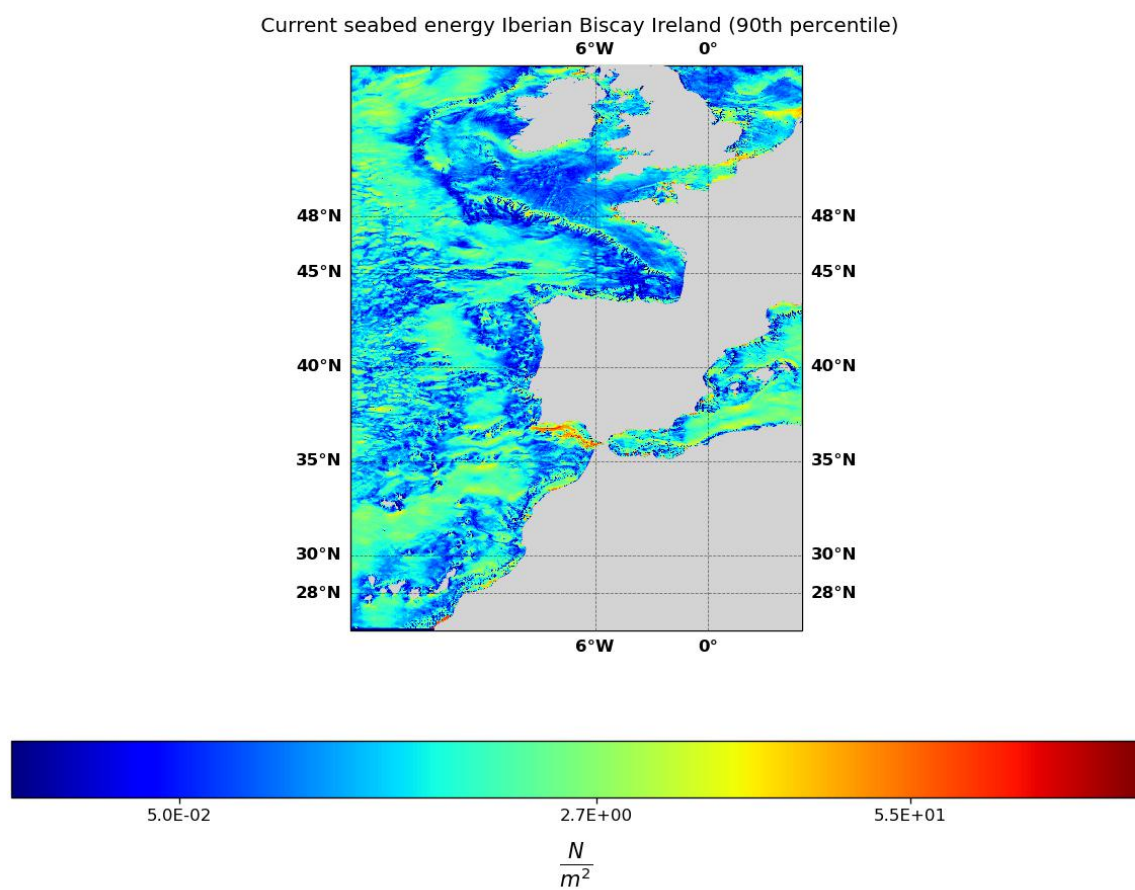 Current seabed energy Iberian Biscay Ireland (90th percentile)
6°W 0°
48°N 48°N
45°N 45°N
40°N 40°N
35°N 35°N
30°N 30°N
28°N 28°N
6°W 0°
5.0E-02 2.7E+00 5.5E+01
N
m²